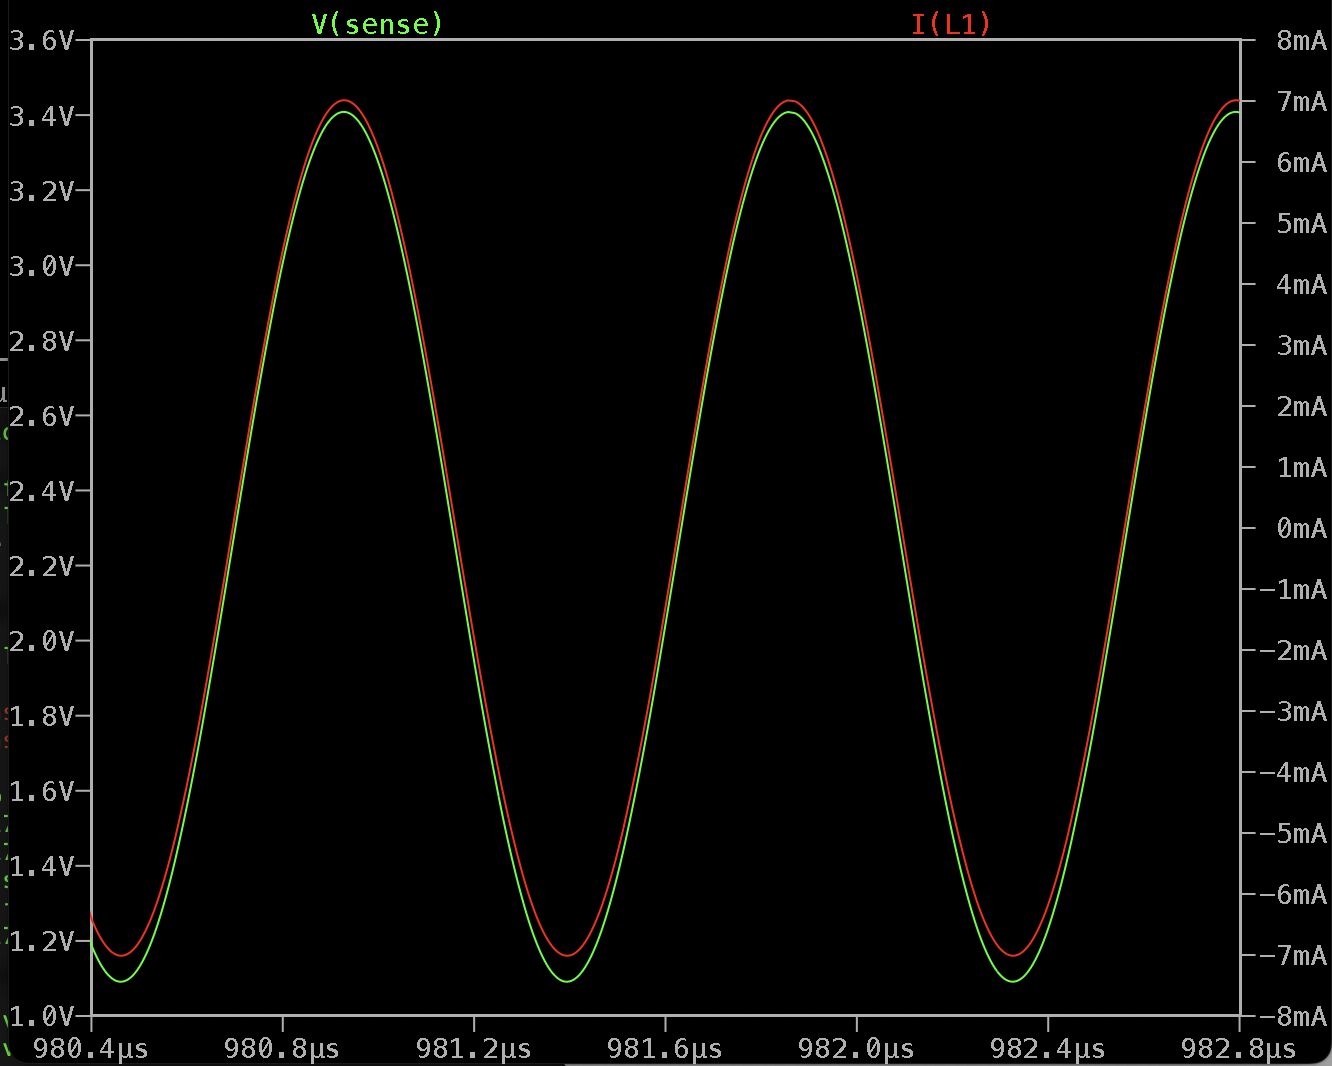 V(sense) I(L1)
3.6V 8mA
3.4V 7mA
3.2V 6mA
3.0V 5mA
2.8V 4mA
2.6V 3mA
2.4V 2mA
2.2V 1mA
2.0V 0mA
1.8V -1mA
1.6V -2mA
1.4V -3mA
1.2V -4mA
1.0V -5mA
-6mA
-7mA
-8mA
980.4µs 980.8µs 981.2µs 981.6µs 982.0µs 982.4µs 982.8µs